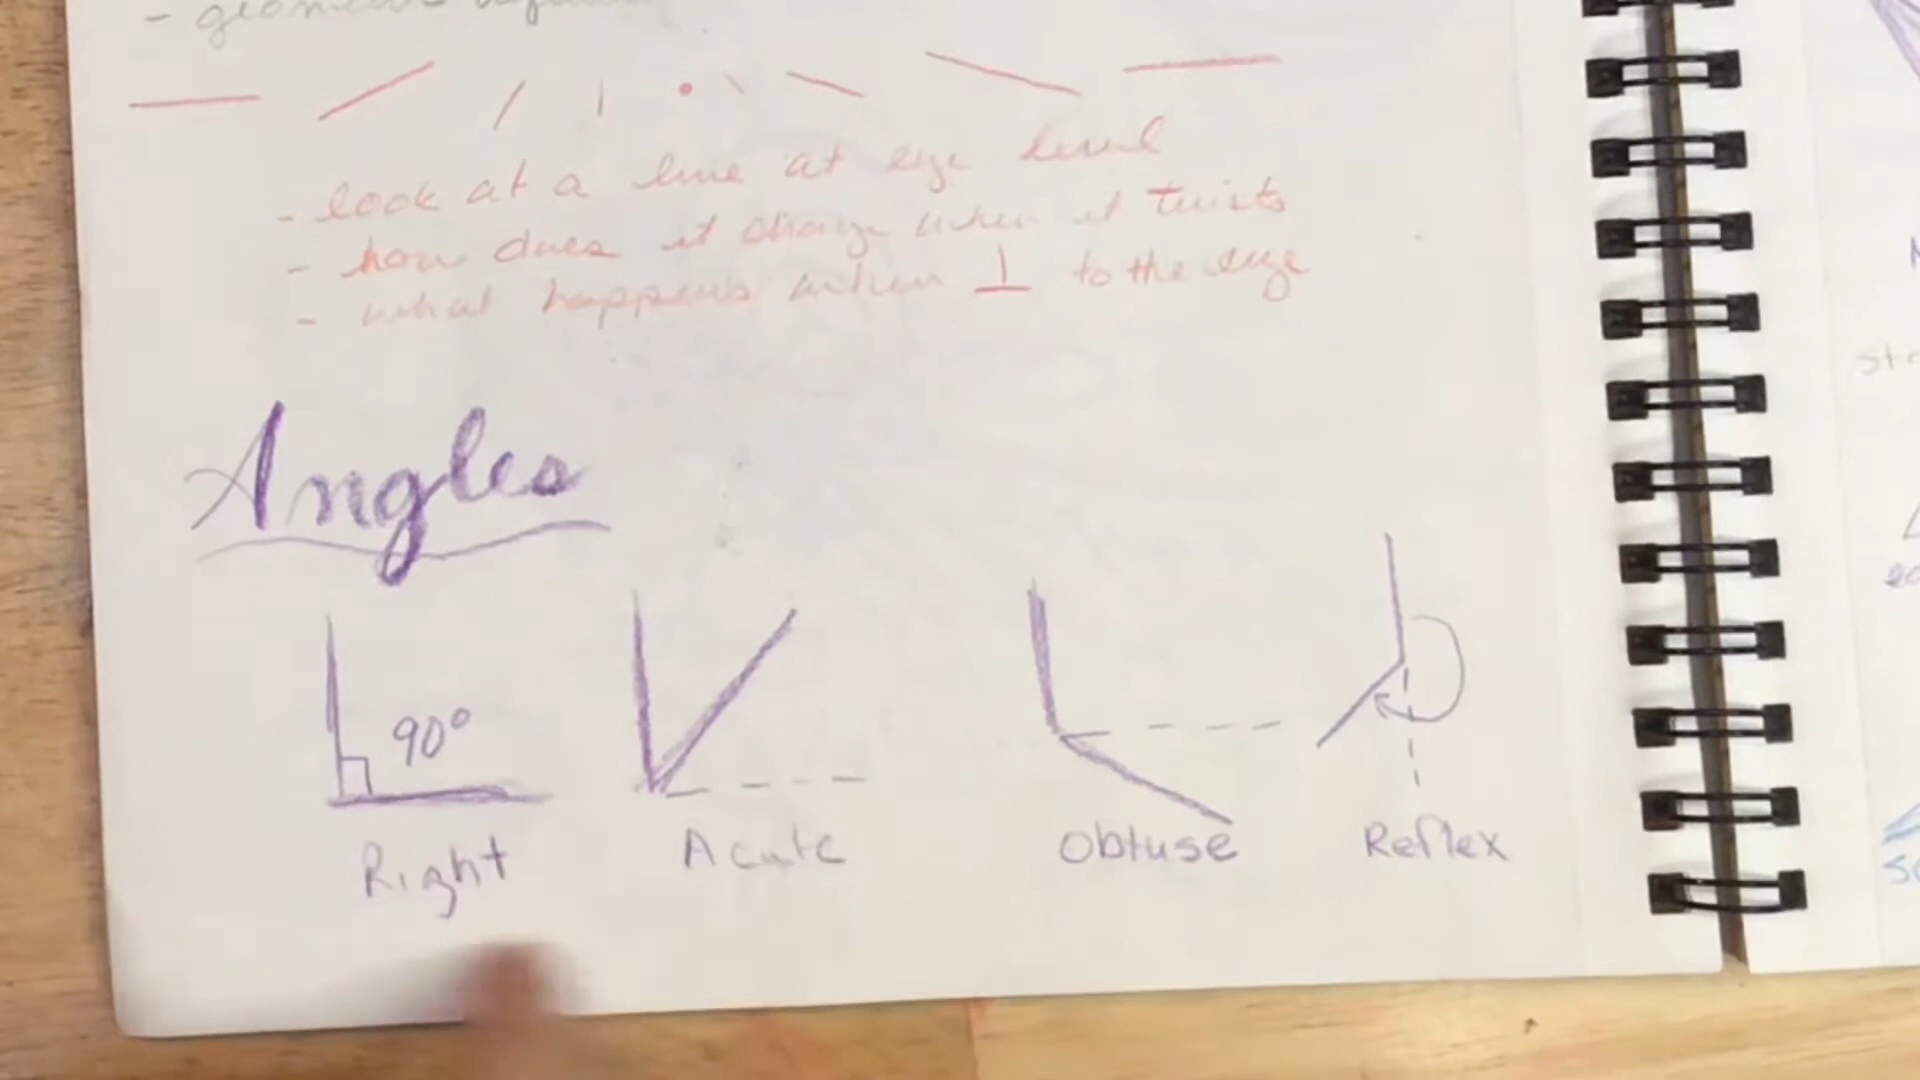 - look at a line at eye level
- how does it change when it twists
- what happens when ⊥ to the eye
Angles
90°
Right
Acute
Obtuse
Reflex